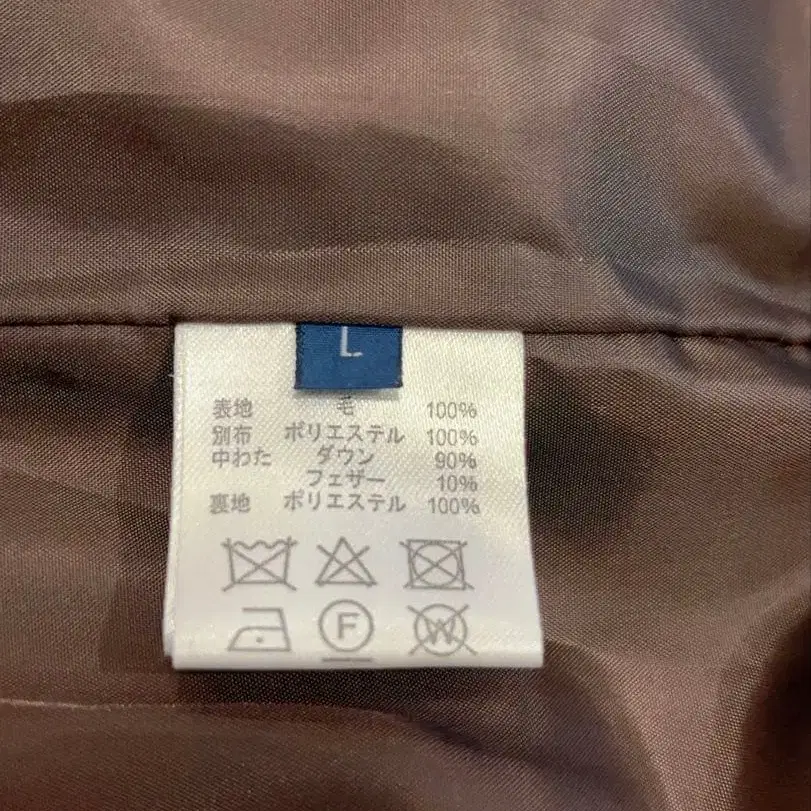 L
表地 毛 100%
別布 ポリエステル 100%
中わた ダウン 90%
フェザー 10%
裏地 ポリエステル 100%
F W